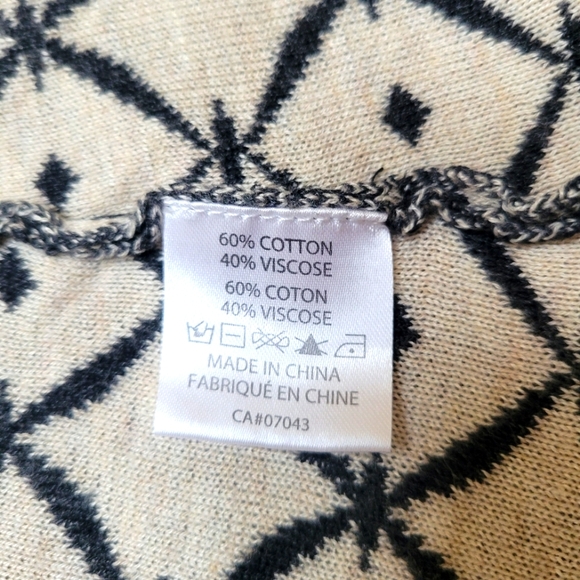 60% COTTON
40% VISCOSE
60% COTON
40% VISCOSE
MADE IN CHINA
FABRIQUÉ EN CHINE
CA#07043